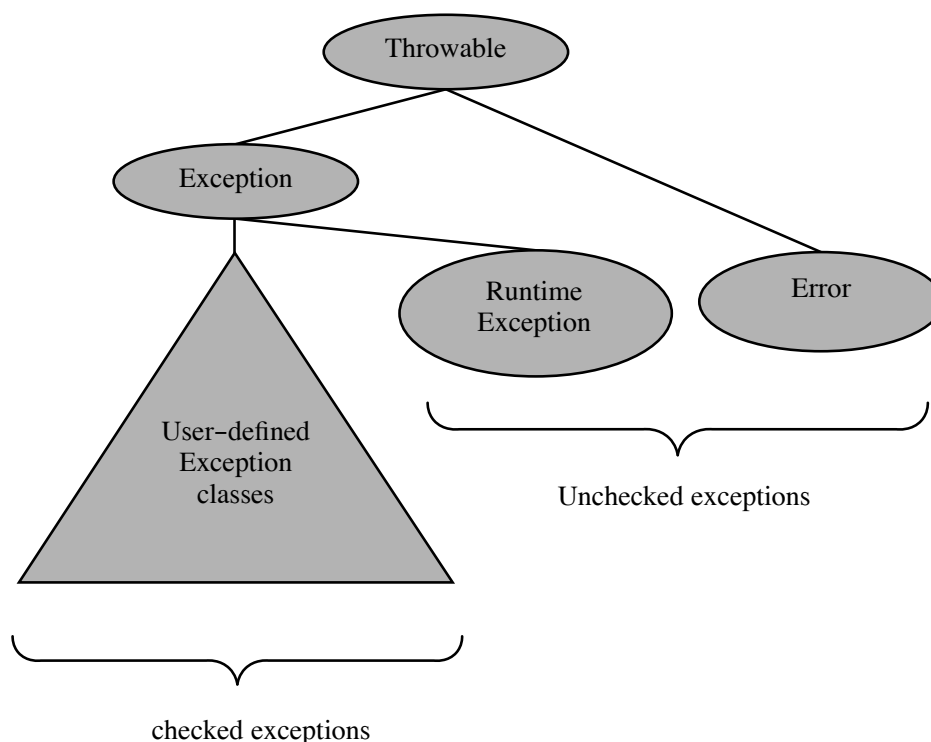 Throwable
Exception
Runtime
Exception
Error
User−defined
Exception
classes
Unchecked exceptions
checked exceptions